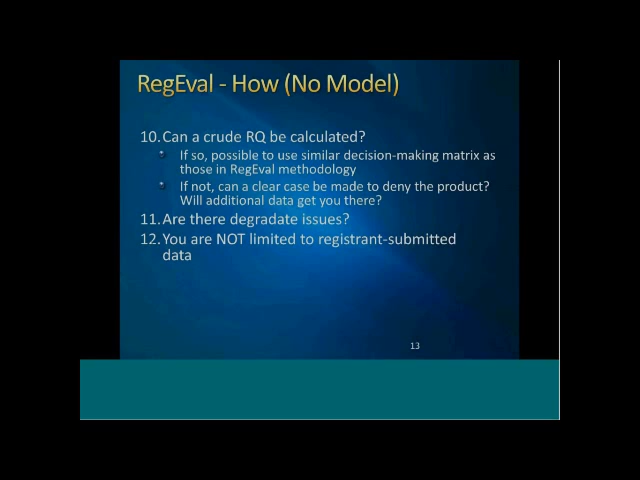 RegEval - How (No Model)
10. Can a crude RQ be calculated?
If so, possible to use similar decision-making matrix as
those in RegEval methodology
If not, can a clear case be made to deny the product?
Will additional data get you there?
11. Are there degradate issues?
12. You are NOT limited to registrant-submitted
data
13